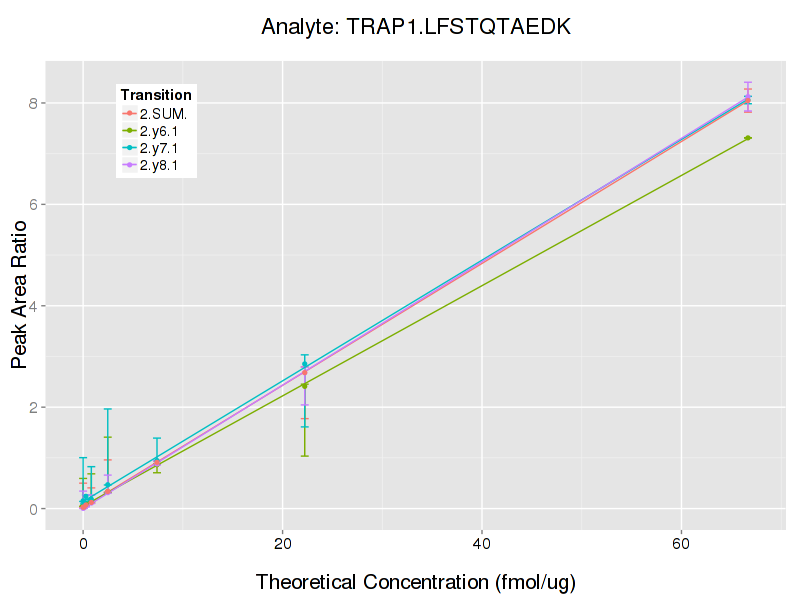 Analyte: TRAP1.LFSTQTAEDK
Transition
2.SUM.
2.y6.1
2.y7.1
2.y8.1
Peak Area Ratio
8
6
4
2
0
0 20 40 60
Theoretical Concentration (fmol/ug)